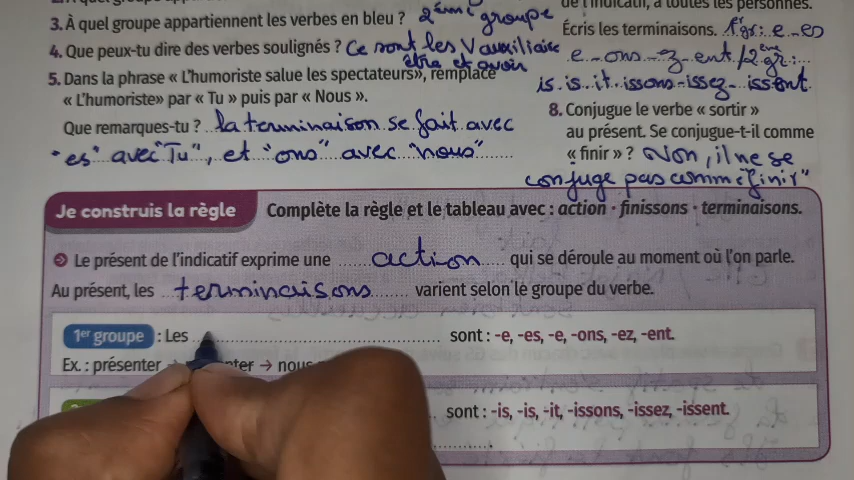 3. À quel groupe appartiennent les verbes en bleu ? 2ème groupe
4. Que peux-tu dire des verbes soulignés ? Ce sont les V auxiliaire
être et avoir
5. Dans la phrase « L'humoriste salue les spectateurs», remplace
« L'humoriste» par « Tu » puis par « Nous ».
Que remarques-tu ? la terminaison se fait avec
"es" avec "Tu", et "ons" avec "nous"
de l'indicatif, à toutes les personnes.
Écris les terminaisons. 1er gr : e - es
e - ons - ez - ent / 2ème gr :
is. is. it. issons - issez - issent
8. Conjugue le verbe « sortir »
au présent. Se conjugue-t-il comme
« finir » ? Non, il ne se
conjuge pas comme "finir"
Je construis la règle Complète la règle et le tableau avec : action · finissons · terminaisons.
Le présent de l'indicatif exprime une action qui se déroule au moment où l'on parle.
Au présent, les terminaisons varient selon le groupe du verbe.
1er groupe : Les sont : -e, -es, -e, -ons, -ez, -ent.
Ex. : présenter → nous
sont : -is, -is, -it, -issons, -issez, -issent.